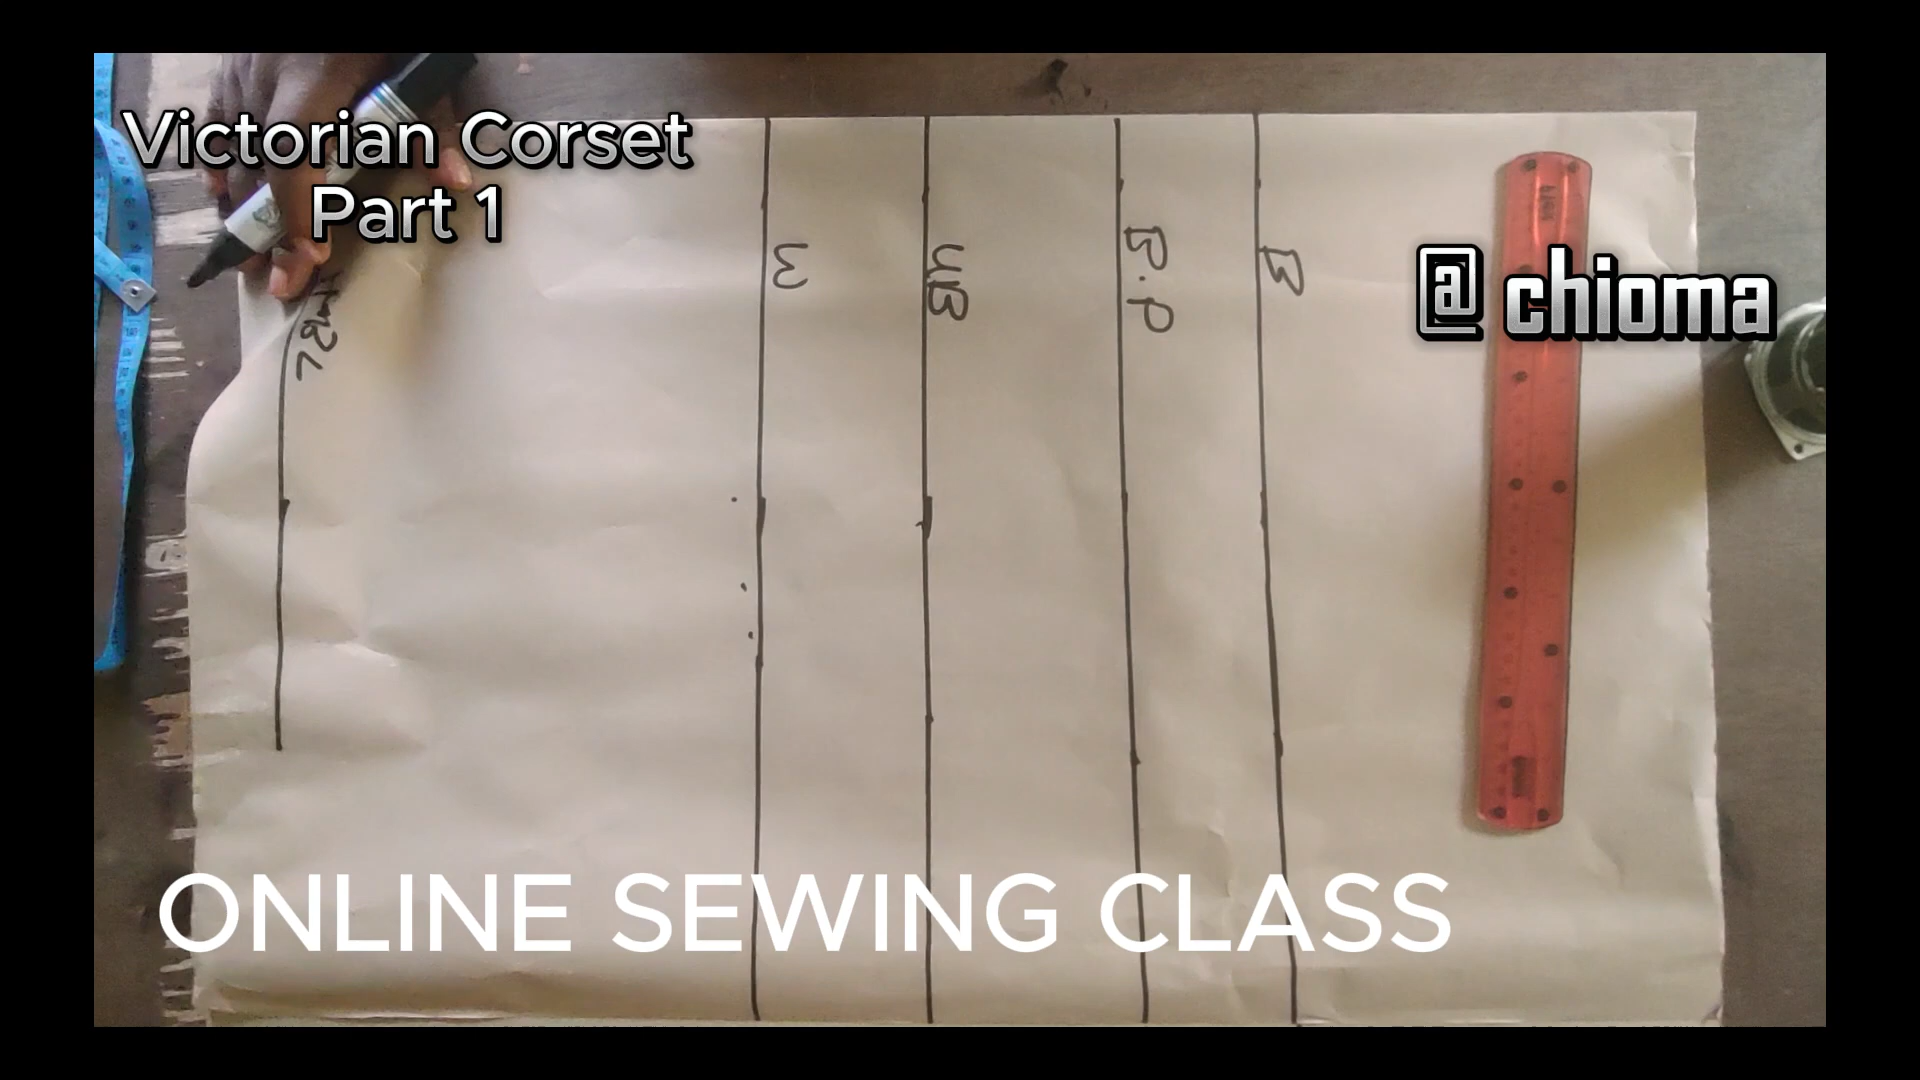 Victorian Corset
Part 1
@ chioma
W
UB
B.P
B
ONLINE SEWING CLASS